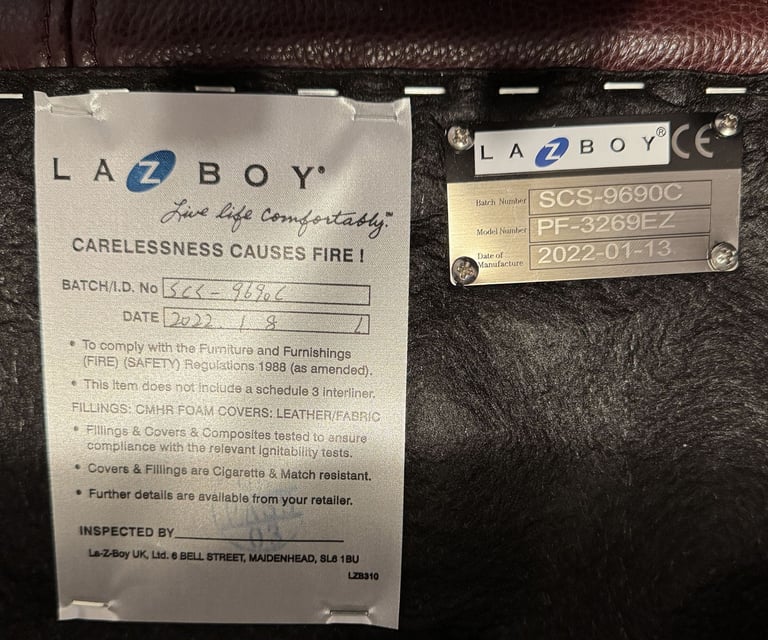 LAZBOY®
Live life comfortably.™
CARELESSNESS CAUSES FIRE !
BATCH/I.D. No SCS-9690C
DATE 2022. 1 8
• To comply with the Furniture and Furnishings
(FIRE) (SAFETY) Regulations 1988 (as amended).
• This item does not include a schedule 3 interliner.
FILLINGS: CMHR FOAM COVERS: LEATHER/FABRIC
• Fillings & Covers & Composites tested to ensure
compliance with the relevant ignitability tests.
• Covers & Fillings are Cigarette & Match resistant.
• Further details are available from your retailer.
INSPECTED BY
La-Z-Boy UK, Ltd. 6 BELL STREET, MAIDENHEAD, SL6 1BU
LZB310
LAZBOY® CE
Batch Number SCS-9690C
Model Number PF-3269EZ
Date of
Manufacture 2022-01-13